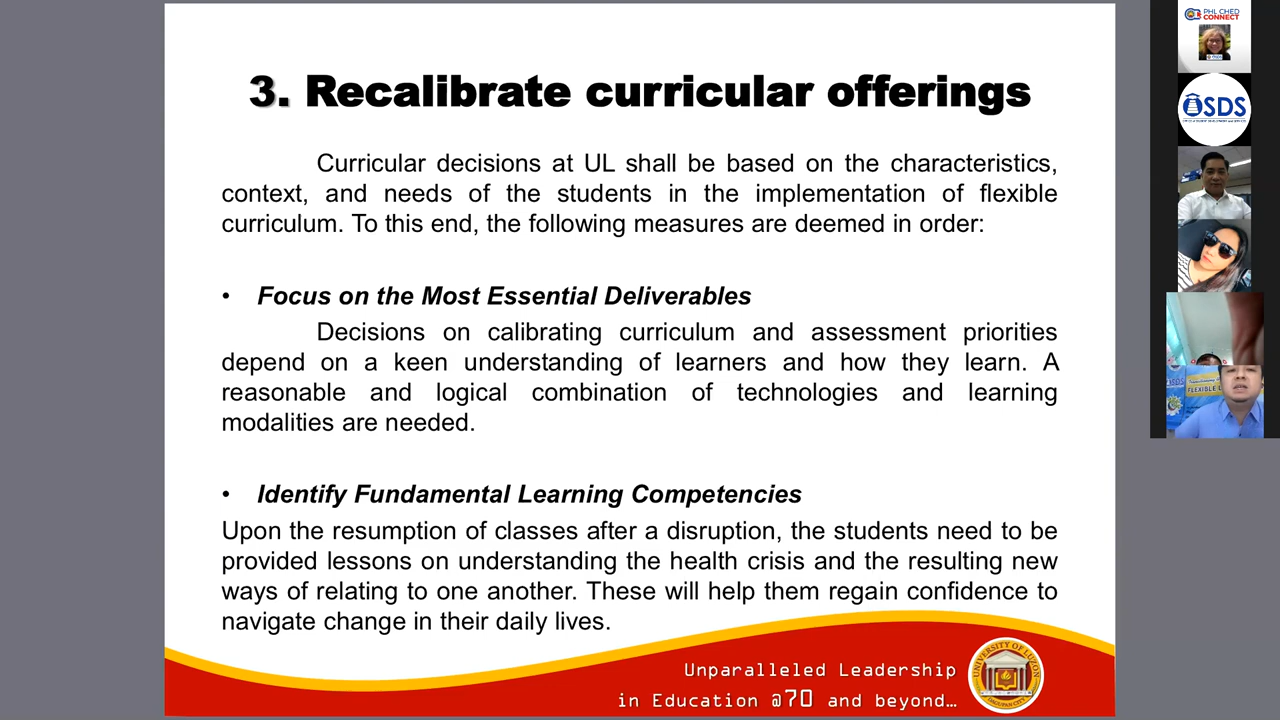 3. Recalibrate curricular offerings
Curricular decisions at UL shall be based on the characteristics,
context, and needs of the students in the implementation of flexible
curriculum. To this end, the following measures are deemed in order:
• Focus on the Most Essential Deliverables
Decisions on calibrating curriculum and assessment priorities
depend on a keen understanding of learners and how they learn. A
reasonable and logical combination of technologies and learning
modalities are needed.
• Identify Fundamental Learning Competencies
Upon the resumption of classes after a disruption, the students need to be
provided lessons on understanding the health crisis and the resulting new
ways of relating to one another. These will help them regain confidence to
navigate change in their daily lives.
Unparalleled Leadership
in Education @70 and beyond…
UNIVERSITY OF LUZON
DAGUPAN CITY
PHL CHED
CONNECT
OSDS
FLEXIBLE